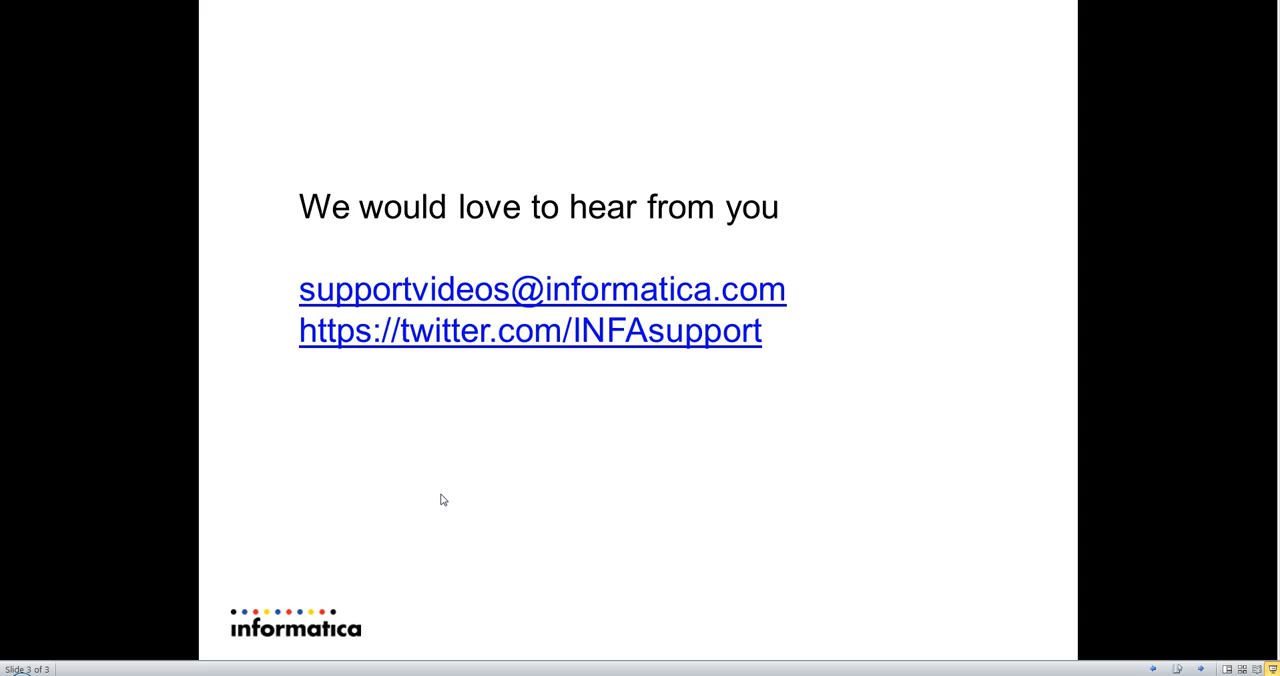 We would love to hear from you
supportvideos@informatica.com
https://twitter.com/INFAsupport
informatica
Slide 3 of 3